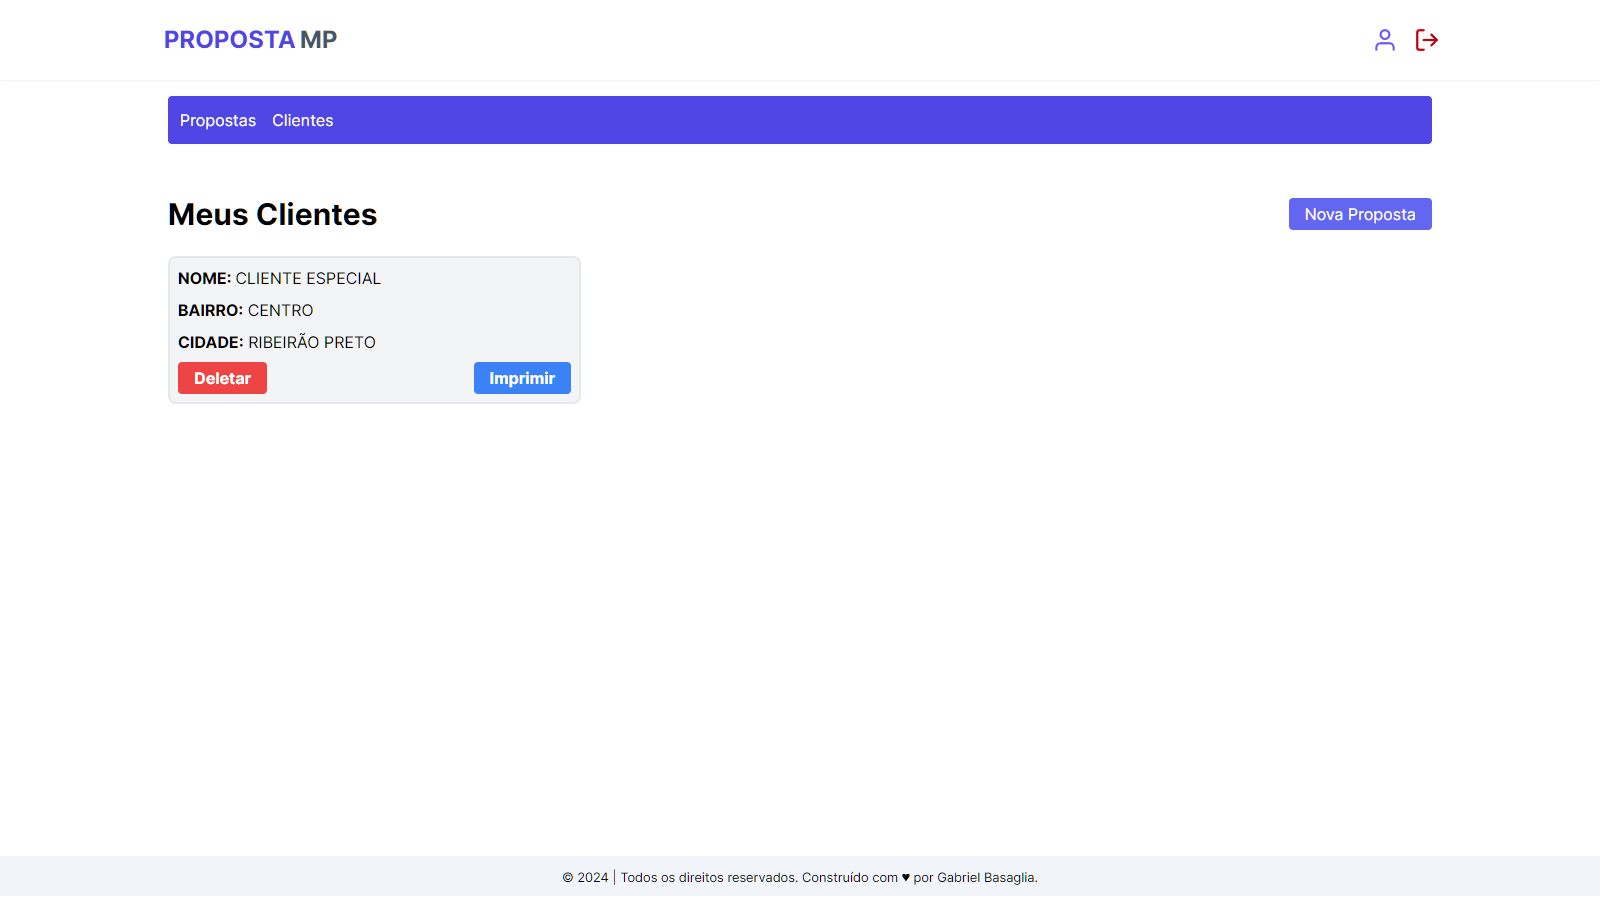 PROPOSTA MP
Propostas Clientes
Meus Clientes
Nova Proposta
NOME: CLIENTE ESPECIAL
BAIRRO: CENTRO
CIDADE: RIBEIRÃO PRETO
Deletar Imprimir
© 2024 | Todos os direitos reservados. Construído com ♥ por Gabriel Basaglia.